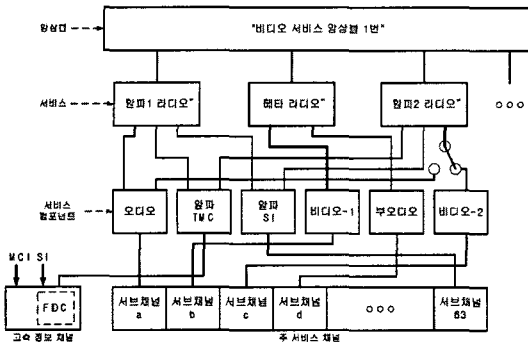 앙상블
"비디오 서비스 앙상블 1번"
서비스
알파1 라디오"
베타 라디오"
알파2 라디오"
○○○
서비스
컴포넌트
오디오
알파
TMC
알파
SI
비디오-1
부오디오
비디오-2
MCI SI
FIDC
고속 정보 채널
서브채널
a
서브채널
b
서브채널
c
서브채널
d
○○○
서브채널
63
주 서비스 채널